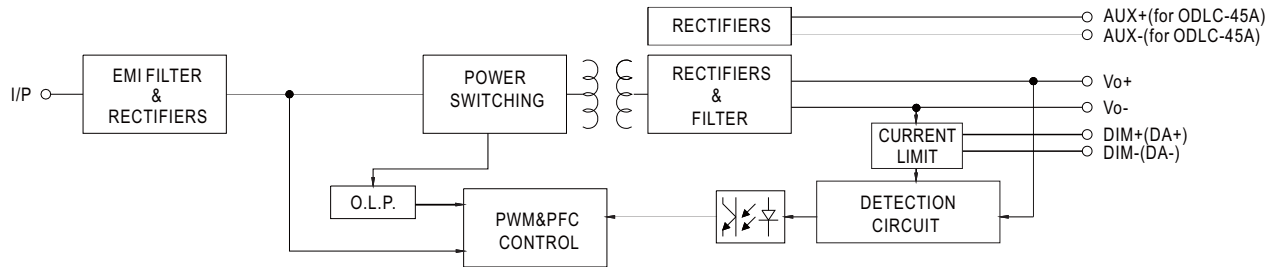 RECTIFIERS
AUX+(for ODLC-45A)
AUX-(for ODLC-45A)
I/P
EMI FILTER
&
RECTIFIERS
POWER
SWITCHING
RECTIFIERS
&
FILTER
Vo+
Vo-
CURRENT
LIMIT
DIM+(DA+)
DIM-(DA-)
O.L.P.
PWM&PFC
CONTROL
DETECTION
CIRCUIT